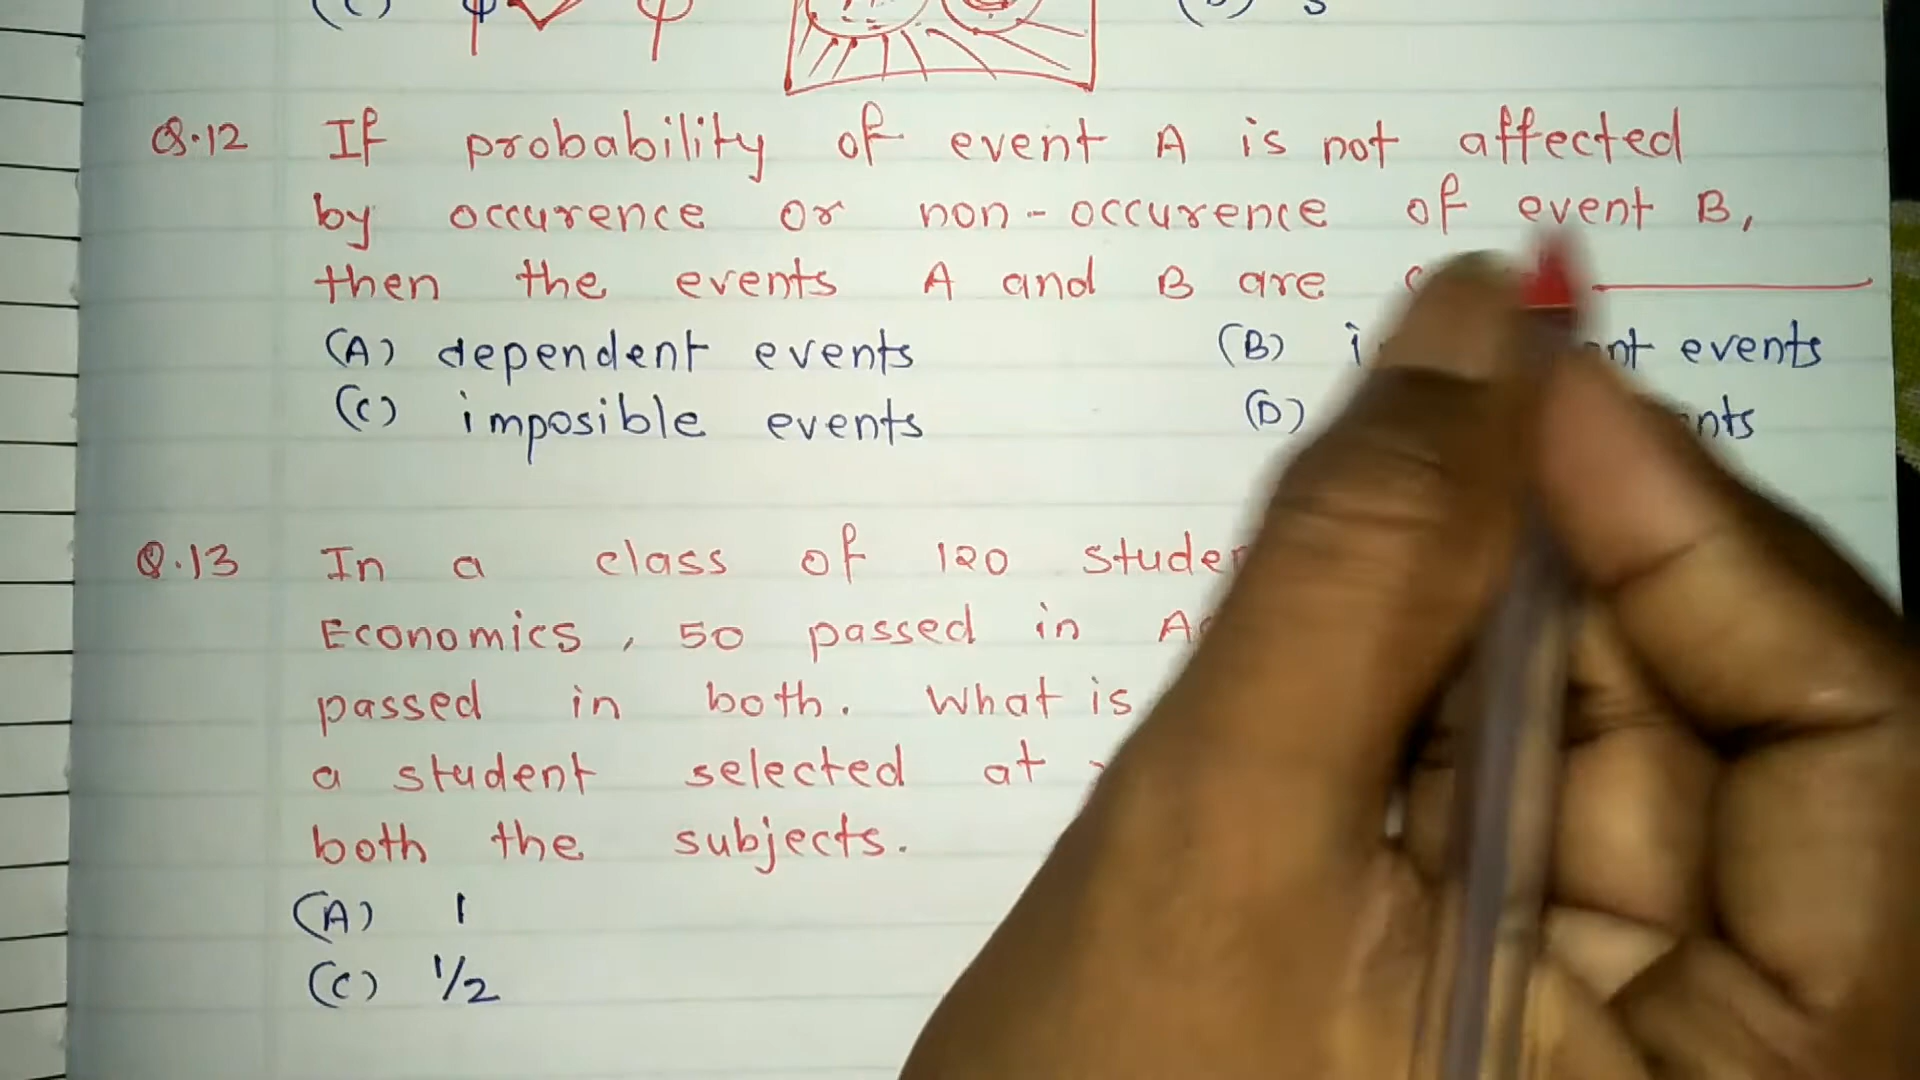 Q.12 If probability of event A is not affected
by occurence or non-occurence of event B,
then the events A and B are
(A) dependent events (B) events
(C) imposible events (D)
Q.13 In a class of 120
Economics, 50 passed in
passed in both. What is
a student selected at
both the subjects.
(A) 1
(C) 1/2